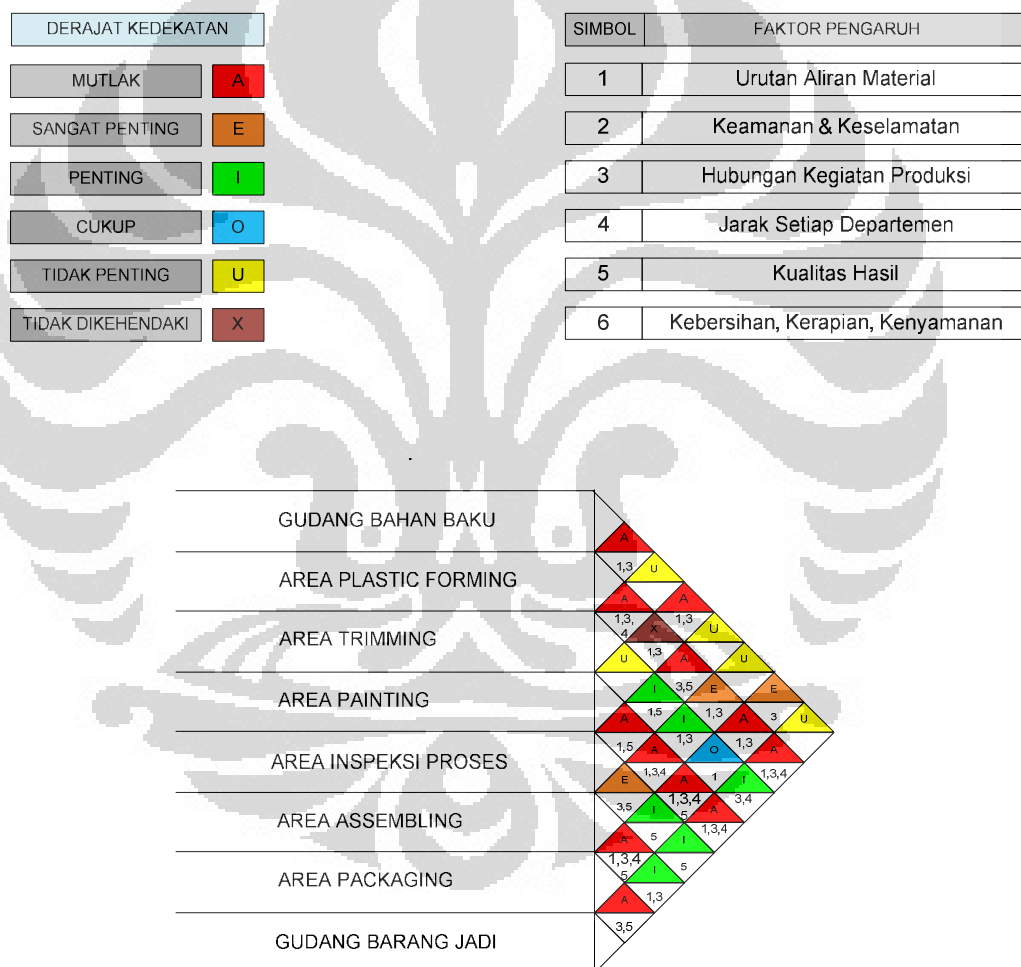 DERAJAT KEDEKATAN
MUTLAK A
SANGAT PENTING E
PENTING I
CUKUP O
TIDAK PENTING U
TIDAK DIKEHENDAKI X
SIMBOL FAKTOR PENGARUH
1 Urutan Aliran Material
2 Keamanan & Keselamatan
3 Hubungan Kegiatan Produksi
4 Jarak Setiap Departemen
5 Kualitas Hasil
6 Kebersihan, Kerapian, Kenyamanan
GUDANG BAHAN BAKU
A
1,3 U
AREA PLASTIC FORMING
A A
1,3, 1,3
4 X U
AREA TRIMMING
U 1,3 A U
I 3,5 E E
AREA PAINTING
A 1,5 I 1,3 A 3 U
1,5 A 1,3 O 1,3 A
AREA INSPEKSI PROSES
E 1,3,4 A 1 I 1,3,4
3,5 I 1,3,4 A 3,4
5
AREA ASSEMBLING
A 5 I 1,3,4
1,3,4 I 5
5
AREA PACKAGING
A 1,3
3,5
GUDANG BARANG JADI